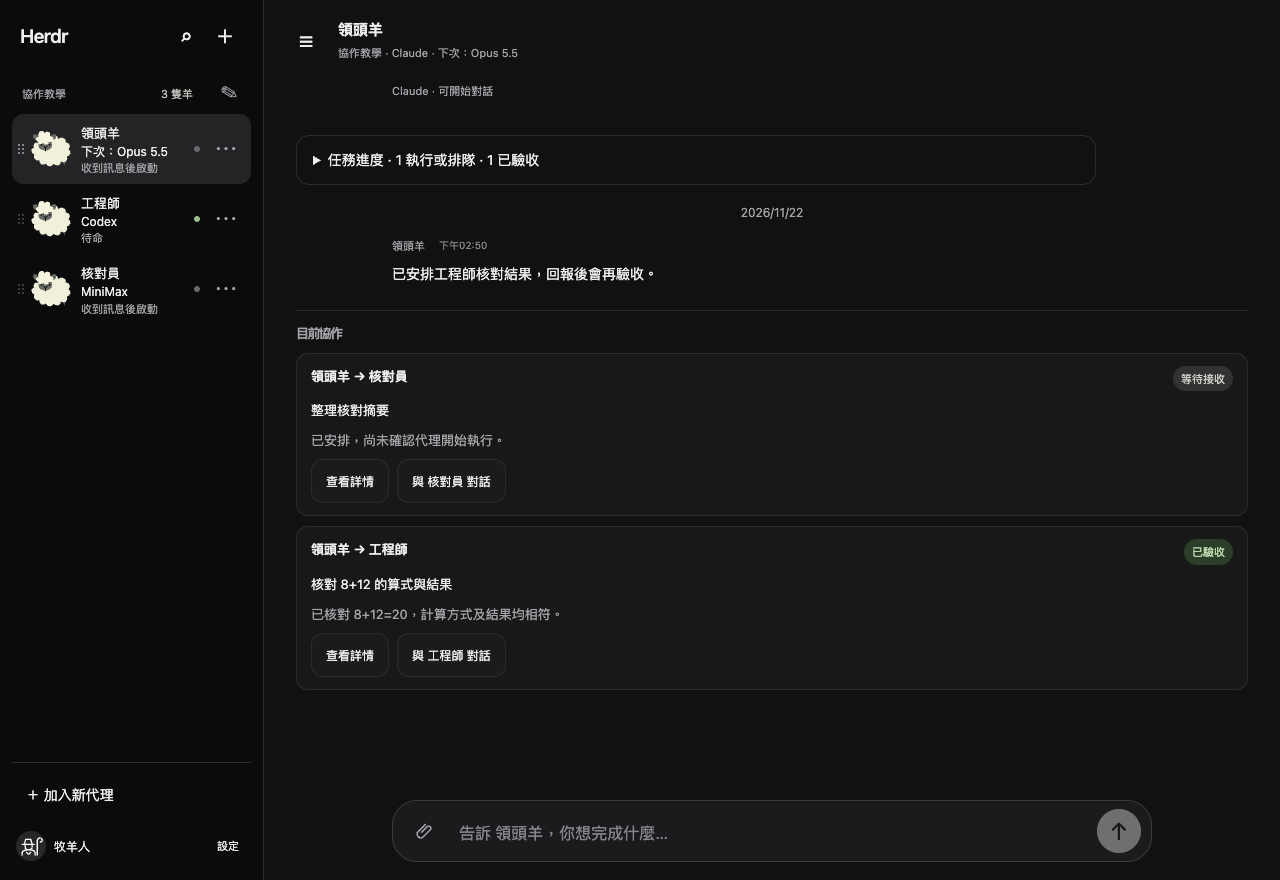 Herdr
協作教學
3 隻羊
領頭羊
下次：Opus 5.5
收到訊息後啟動
工程師
Codex
待命
核對員
MiniMax
收到訊息後啟動
+ 加入新代理
牧羊人
設定
領頭羊
協作教學 · Claude · 下次：Opus 5.5
Claude · 可開始對話
任務進度 · 1 執行或排隊 · 1 已驗收
2026/11/22
領頭羊 下午02:50
已安排工程師核對結果，回報後會再驗收。
目前協作
領頭羊 → 核對員
等待接收
整理核對摘要
已安排，尚未確認代理開始執行。
查看詳情
與 核對員 對話
領頭羊 → 工程師
已驗收
核對 8+12 的算式與結果
已核對 8+12=20，計算方式及結果均相符。
查看詳情
與 工程師 對話
告訴 領頭羊，你想完成什麼...